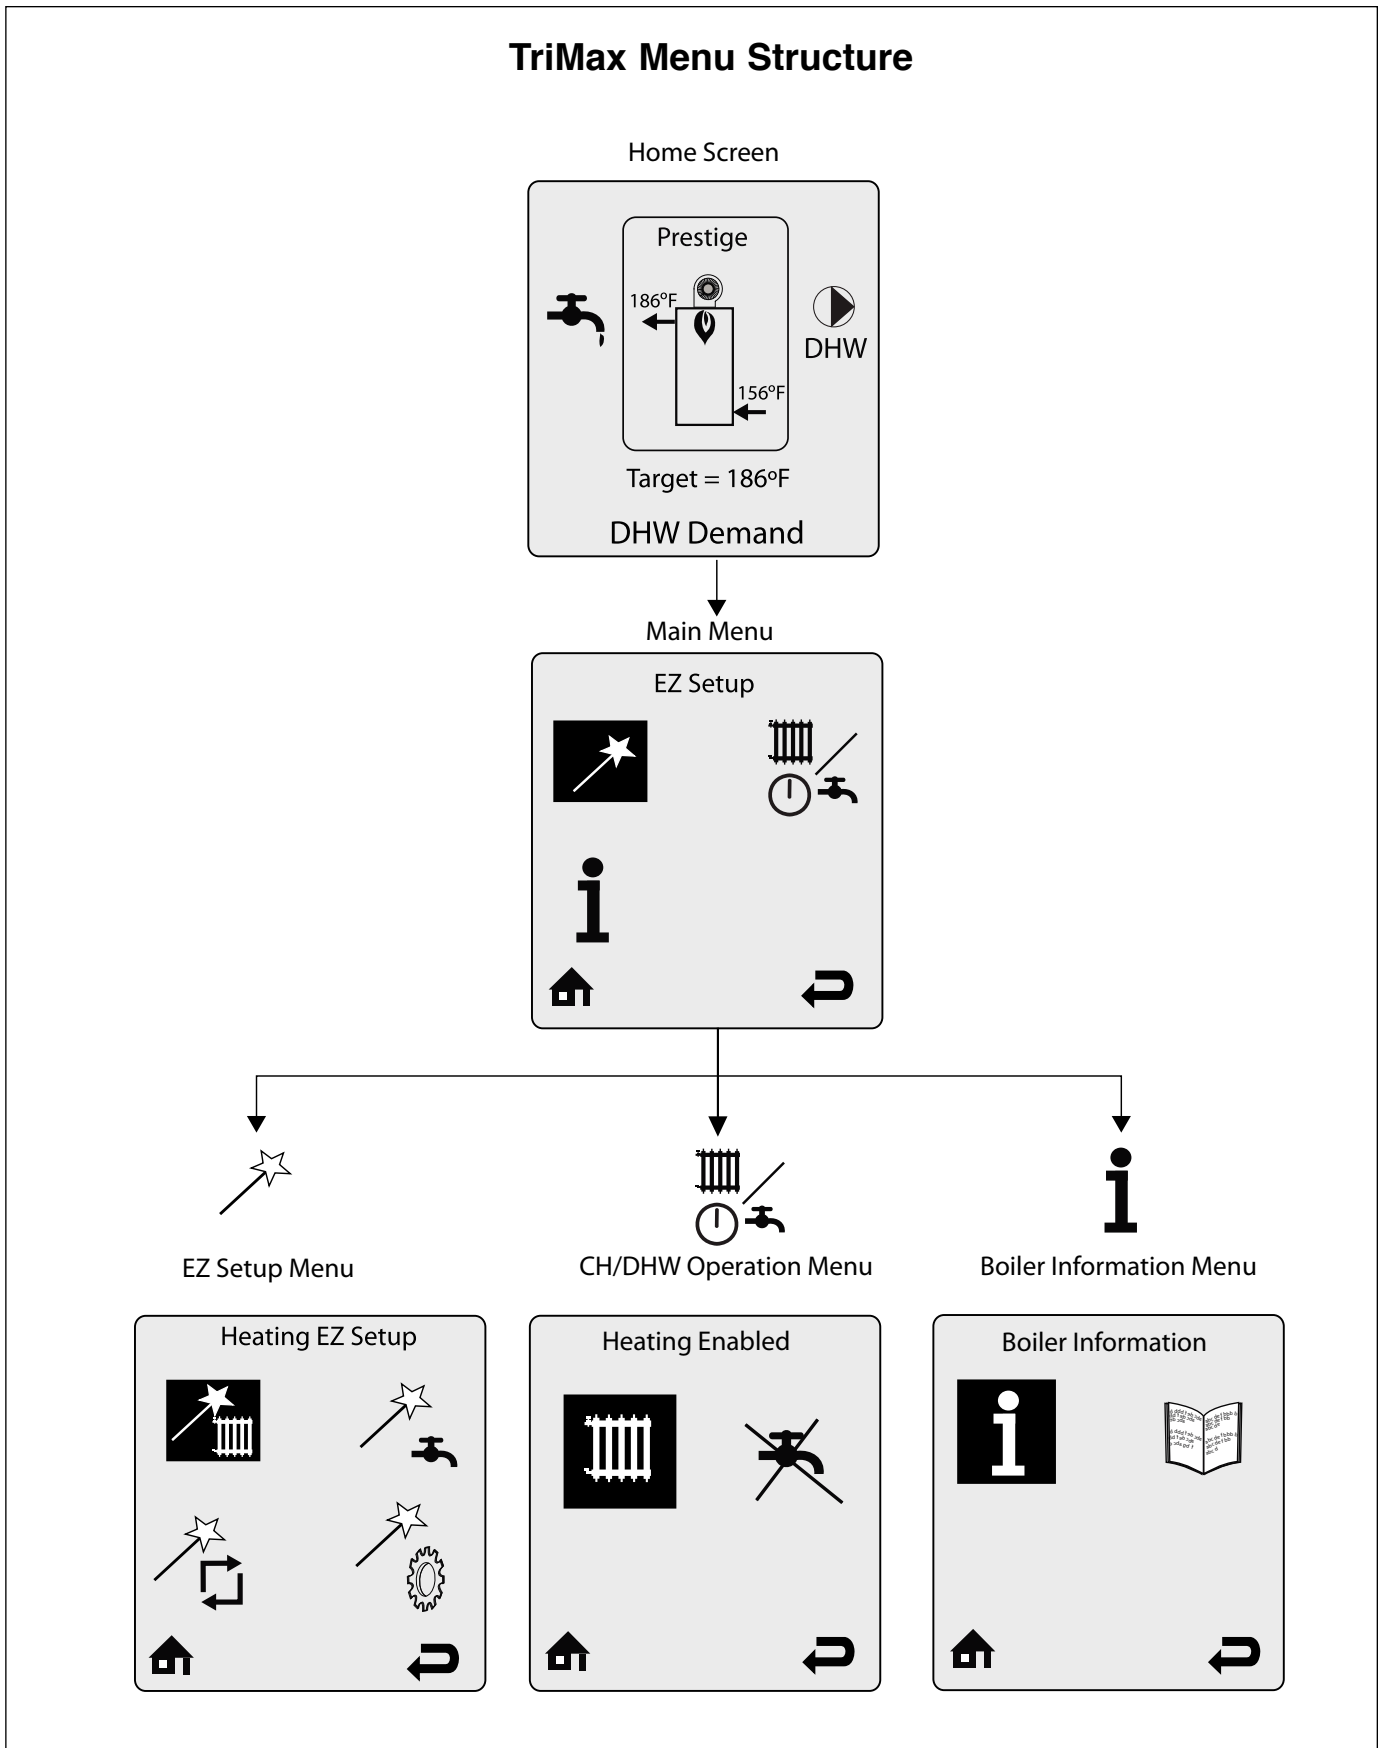 TriMax Menu Structure
Home Screen
Prestige
186ºF
DHW
156ºF
Target = 186ºF
DHW Demand
Main Menu
EZ Setup
EZ Setup Menu
CH/DHW Operation Menu
Boiler Information Menu
Heating EZ Setup
Heating Enabled
Boiler Information